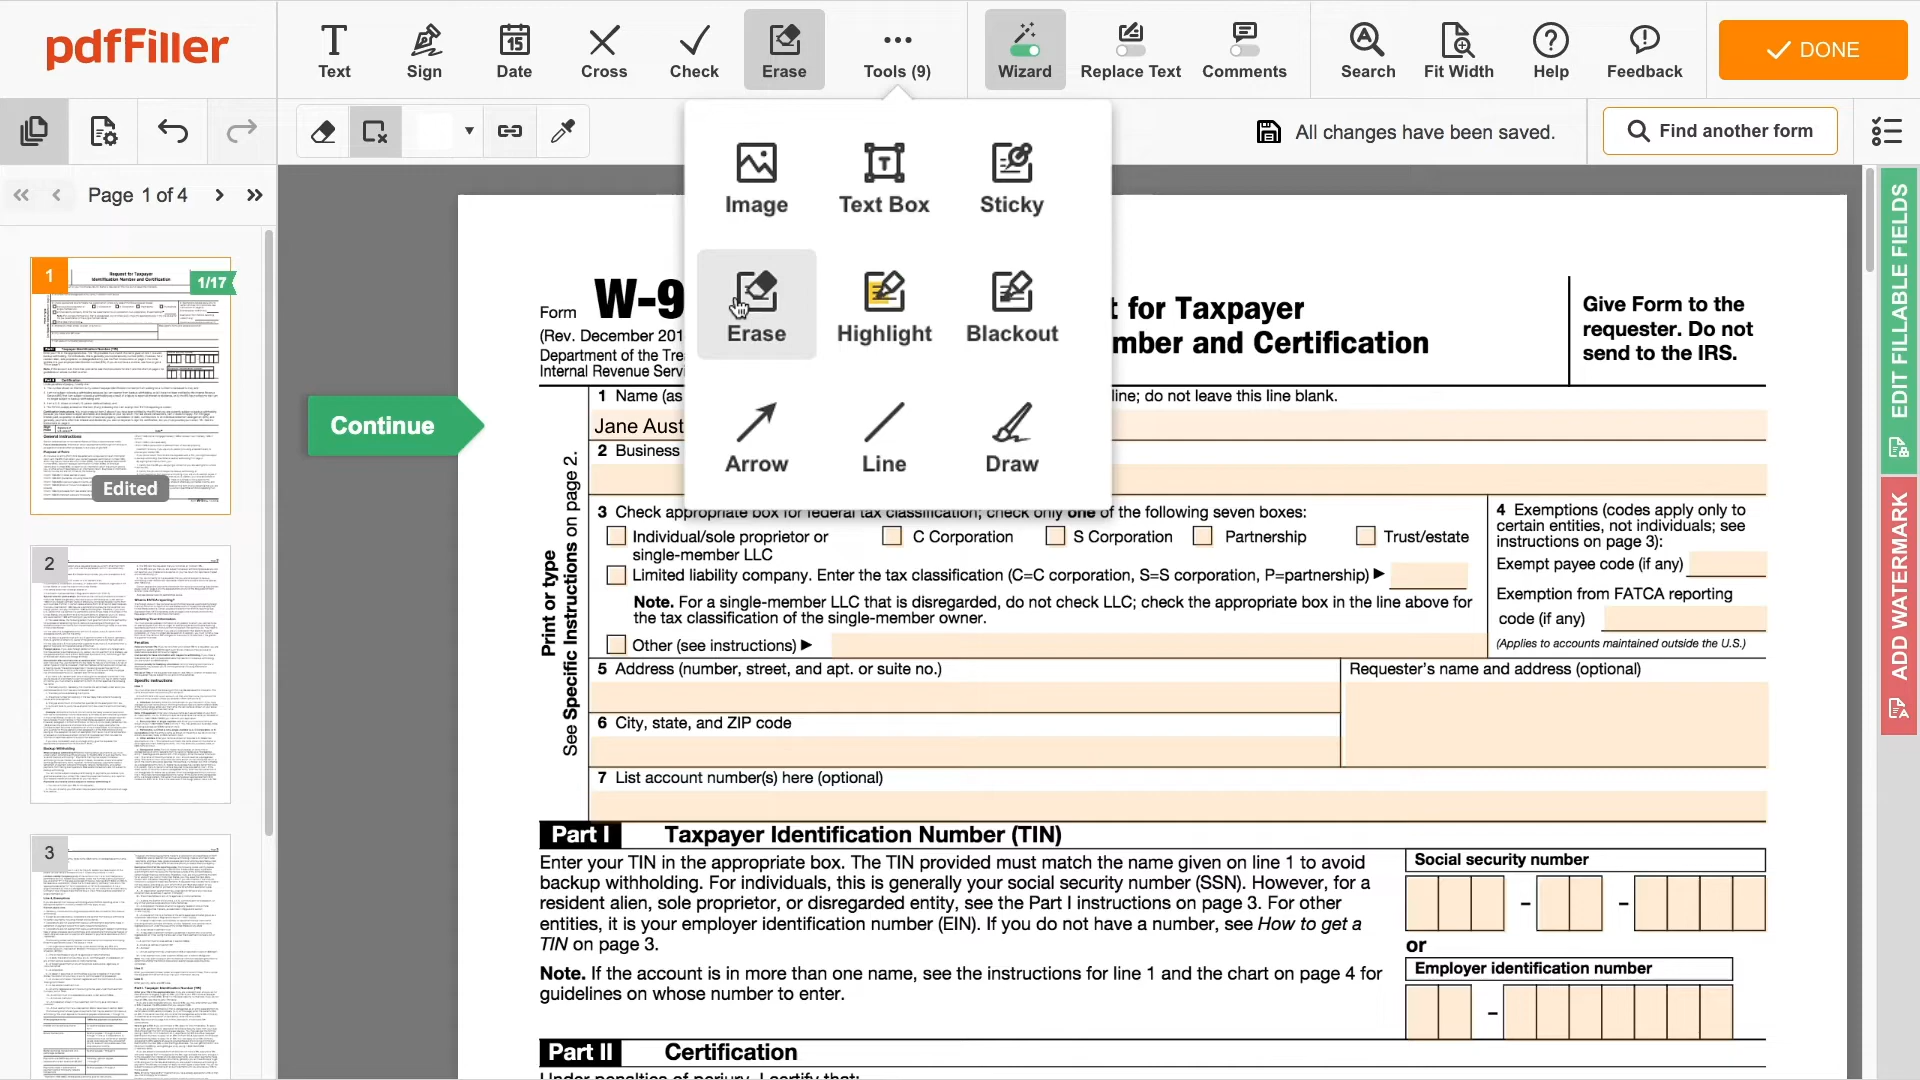 pdfFiller
Text
Sign
15
Date
Cross
Check
Erase
Tools (9)
Wizard
Replace Text
Comments
Search
Fit Width
Help
Feedback
DONE
All changes have been saved.
Find another form
Page 1 of 4
1
1/17
Edited
2
3
Continue
Image
Text Box
Sticky
Erase
Highlight
Blackout
Arrow
Line
Draw
Form W-9
(Rev. December 201
Department of the Tre
Internal Revenue Servi
t for Taxpayer
mber and Certification
Give Form to the
requester. Do not
send to the IRS.
1 Name (as
line; do not leave this line blank.
Jane Aust
2 Business
Print or type
See Specific Instructions on page 2.
3 Check appropriate box for federal tax classification; check only one of the following seven boxes:
Individual/sole proprietor or
single-member LLC
C Corporation
S Corporation
Partnership
Trust/estate
Limited liability company. Enter the tax classification (C=C corporation, S=S corporation, P=partnership)
Note. For a single-member LLC that is disregarded, do not check LLC; check the appropriate box in the line above for
the tax classification of the single-member owner.
Other (see instructions)
4 Exemptions (codes apply only to
certain entities, not individuals; see
instructions on page 3):
Exempt payee code (if any)
Exemption from FATCA reporting
code (if any)
(Applies to accounts maintained outside the U.S.)
5 Address (number, street, and apt. or suite no.)
Requester's name and address (optional)
6 City, state, and ZIP code
7 List account number(s) here (optional)
Part I Taxpayer Identification Number (TIN)
Enter your TIN in the appropriate box. The TIN provided must match the name given on line 1 to avoid
backup withholding. For individuals, this is generally your social security number (SSN). However, for a
resident alien, sole proprietor, or disregarded entity, see the Part I instructions on page 3. For other
entities, it is your employer identification number (EIN). If you do not have a number, see How to get a
TIN on page 3.
Note. If the account is in more than one name, see the instructions for line 1 and the chart on page 4 for
guidelines on whose number to enter.
Social security number
or
Employer identification number
Part II Certification
Under penalties of perjury, I certify that:
EDIT FILLABLE FIELDS
ADD WATERMARK